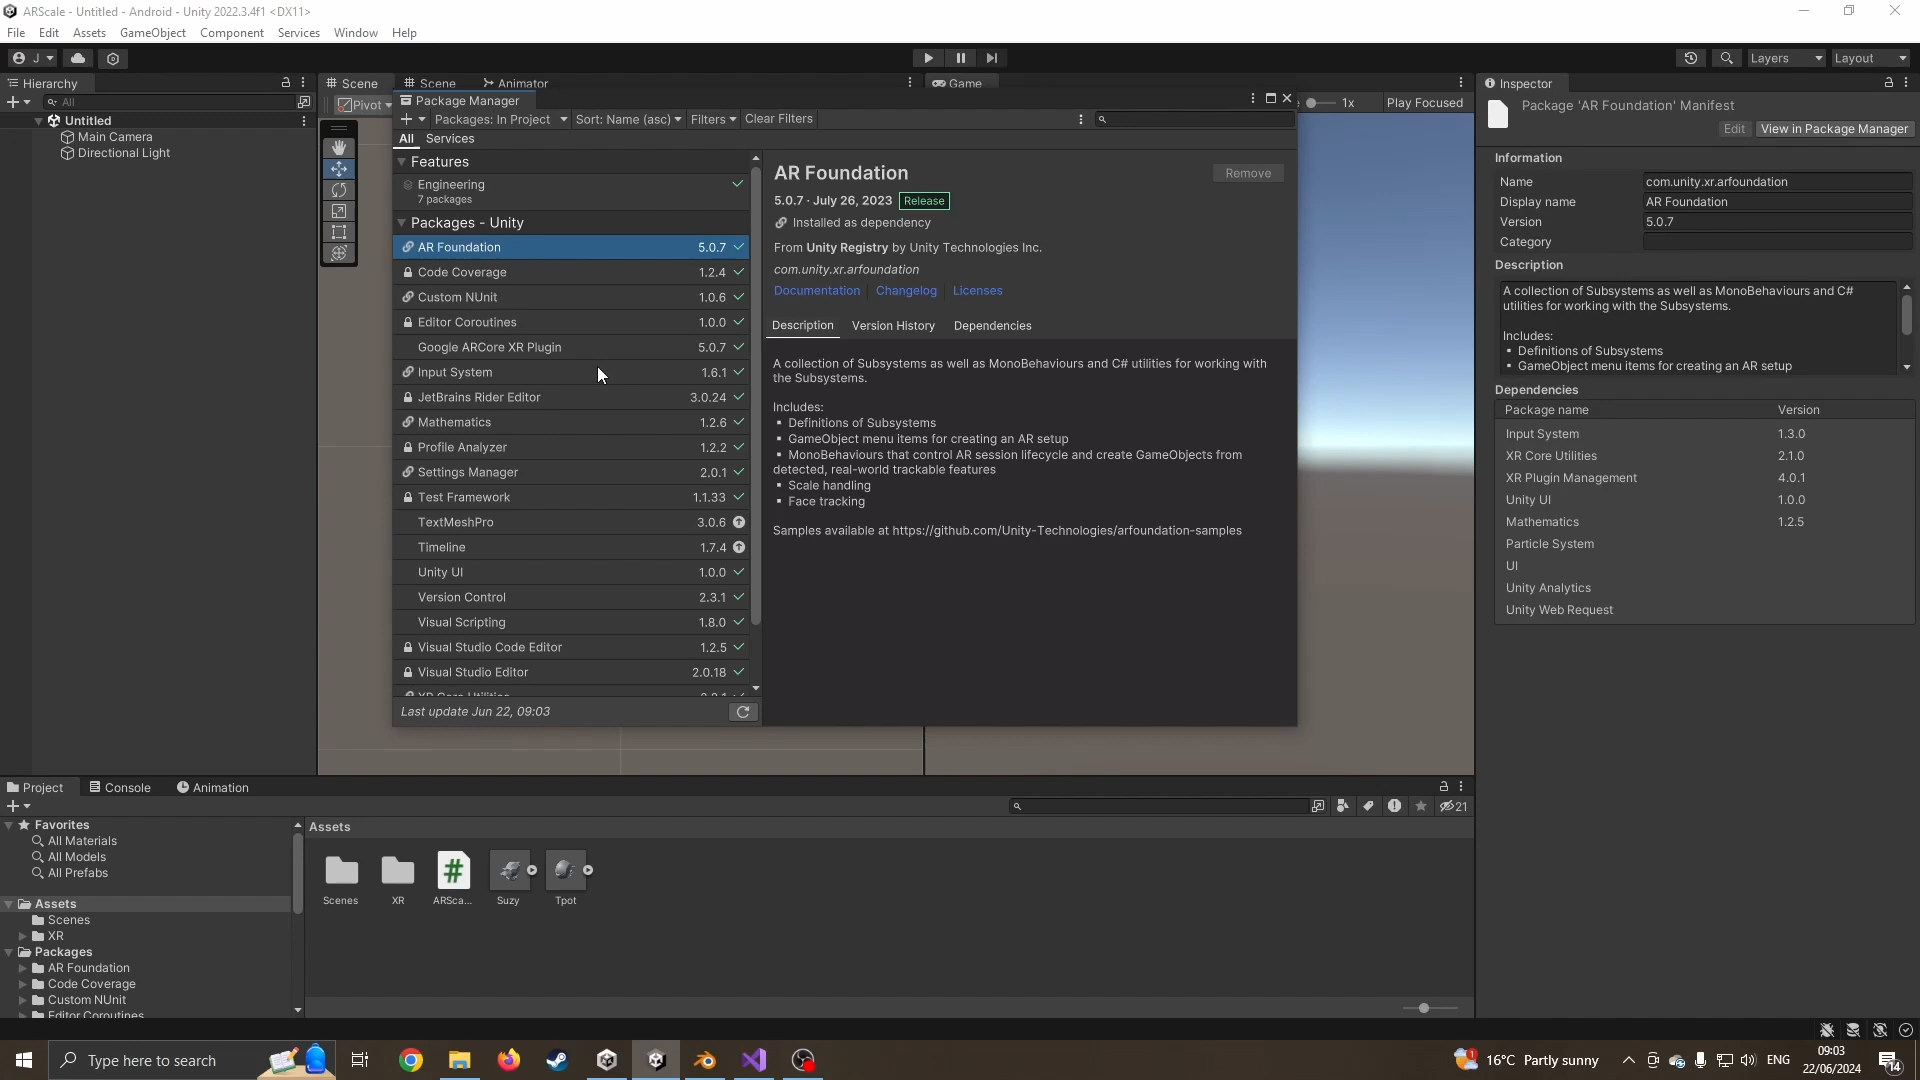 ARScale - Untitled - Android - Unity 2022.3.4f1 <DX11>
File Edit Assets GameObject Component Services Window Help
J
Layers
Layout
Hierarchy
All
Untitled
Main Camera
Directional Light
Scene
Scene
Animator
Game
Pivot
1x
Play Focused
Package Manager
Packages: In Project
Sort: Name (asc)
Filters
Clear Filters
All
Services
Features
Engineering
7 packages
Packages - Unity
AR Foundation 5.0.7
Code Coverage 1.2.4
Custom NUnit 1.0.6
Editor Coroutines 1.0.0
Google ARCore XR Plugin 5.0.7
Input System 1.6.1
JetBrains Rider Editor 3.0.24
Mathematics 1.2.6
Profile Analyzer 1.2.2
Settings Manager 2.0.1
Test Framework 1.1.33
TextMeshPro 3.0.6
Timeline 1.7.4
Unity UI 1.0.0
Version Control 2.3.1
Visual Scripting 1.8.0
Visual Studio Code Editor 1.2.5
Visual Studio Editor 2.0.18
XR Core Utilities
Last update Jun 22, 09:03
AR Foundation
Remove
5.0.7 · July 26, 2023 Release
Installed as dependency
From Unity Registry by Unity Technologies Inc.
com.unity.xr.arfoundation
Documentation Changelog Licenses
Description Version History Dependencies
A collection of Subsystems as well as MonoBehaviours and C# utilities for working with
the Subsystems.
Includes:
▪ Definitions of Subsystems
▪ GameObject menu items for creating an AR setup
▪ MonoBehaviours that control AR session lifecycle and create GameObjects from
detected, real-world trackable features
▪ Scale handling
▪ Face tracking
Samples available at https://github.com/Unity-Technologies/arfoundation-samples
Inspector
Package 'AR Foundation' Manifest
Edit View in Package Manager
Information
Name com.unity.xr.arfoundation
Display name AR Foundation
Version 5.0.7
Category
Description
A collection of Subsystems as well as MonoBehaviours and C#
utilities for working with the Subsystems.
Includes:
▪ Definitions of Subsystems
▪ GameObject menu items for creating an AR setup
Dependencies
Package name Version
Input System 1.3.0
XR Core Utilities 2.1.0
XR Plugin Management 4.0.1
Unity UI 1.0.0
Mathematics 1.2.5
Particle System
UI
Unity Analytics
Unity Web Request
Project
Console
Animation
21
Favorites
All Materials
All Models
All Prefabs
Assets
Scenes
XR
Packages
AR Foundation
Code Coverage
Custom NUnit
Editor Coroutines
Assets
Scenes
XR
ARSca...
Suzy
Tpot
Type here to search
1
16°C Partly sunny
ENG
09:03
22/06/2024
14